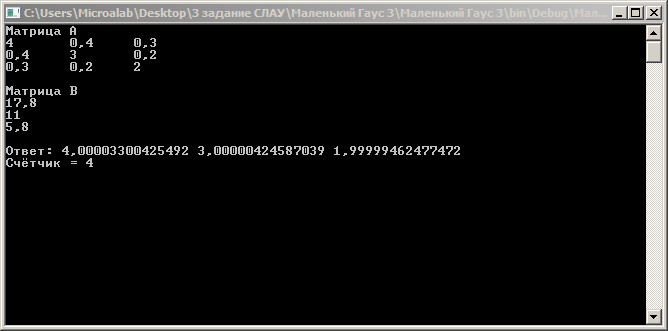 C:\Users\Microalab\Desktop\3 задание СЛАУ\Маленький Гаус 3\Маленький Гаус 3\bin\Debug\Мал...
Матрица A
4 0,4 0,3
0,4 3 0,2
0,3 0,2 2
Матрица B
17,8
11
5,8
Ответ: 4,00003300425492 3,00000424587039 1,99999462477472
Счётчик = 4